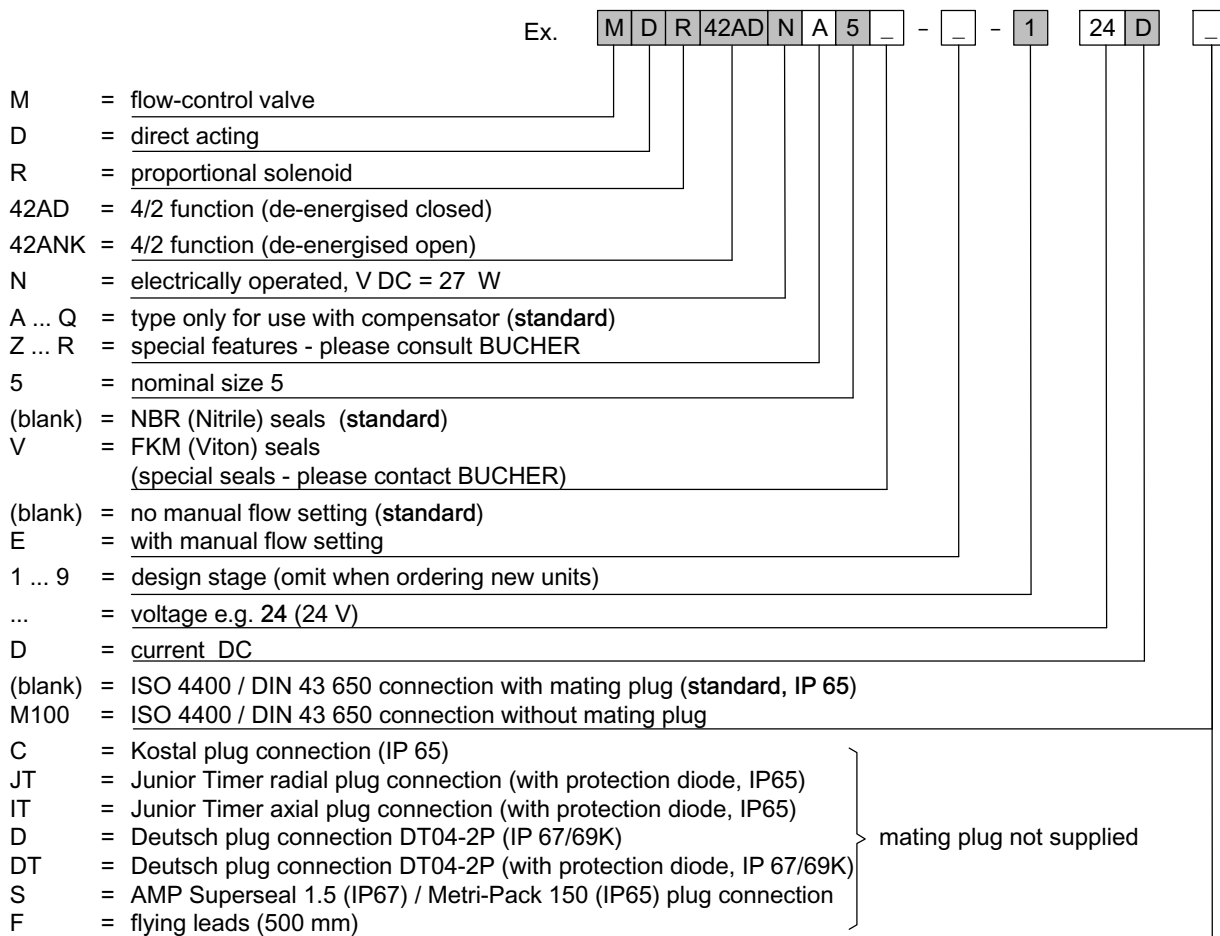 Ex. M D R 42AD N A 5 _ - _ - 1 24 D _
M = flow-control valve
D = direct acting
R = proportional solenoid
42AD = 4/2 function (de-energised closed)
42ANK = 4/2 function (de-energised open)
N = electrically operated, V DC = 27 W
A ... Q = type only for use with compensator (standard)
Z ... R = special features - please consult BUCHER
5 = nominal size 5
(blank) = NBR (Nitrile) seals (standard)
V = FKM (Viton) seals
(special seals - please contact BUCHER)
(blank) = no manual flow setting (standard)
E = with manual flow setting
1 ... 9 = design stage (omit when ordering new units)
... = voltage e.g. 24 (24 V)
D = current DC
(blank) = ISO 4400 / DIN 43 650 connection with mating plug (standard, IP 65)
M100 = ISO 4400 / DIN 43 650 connection without mating plug
C = Kostal plug connection (IP 65)
JT = Junior Timer radial plug connection (with protection diode, IP65)
IT = Junior Timer axial plug connection (with protection diode, IP65)
D = Deutsch plug connection DT04-2P (IP 67/69K) mating plug not supplied
DT = Deutsch plug connection DT04-2P (with protection diode, IP 67/69K)
S = AMP Superseal 1.5 (IP67) / Metri-Pack 150 (IP65) plug connection
F = flying leads (500 mm)